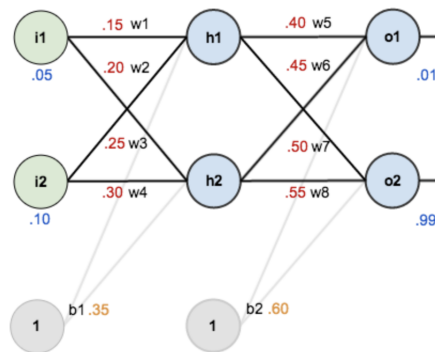 .15 w1
.40 w5
i1
h1
o1
.20 w2
.45 w6
.05
.01
.25 w3
.50 w7
i2
.30 w4
h2
.55 w8
o2
.10
.99
b1 .35
b2 .60
1
1